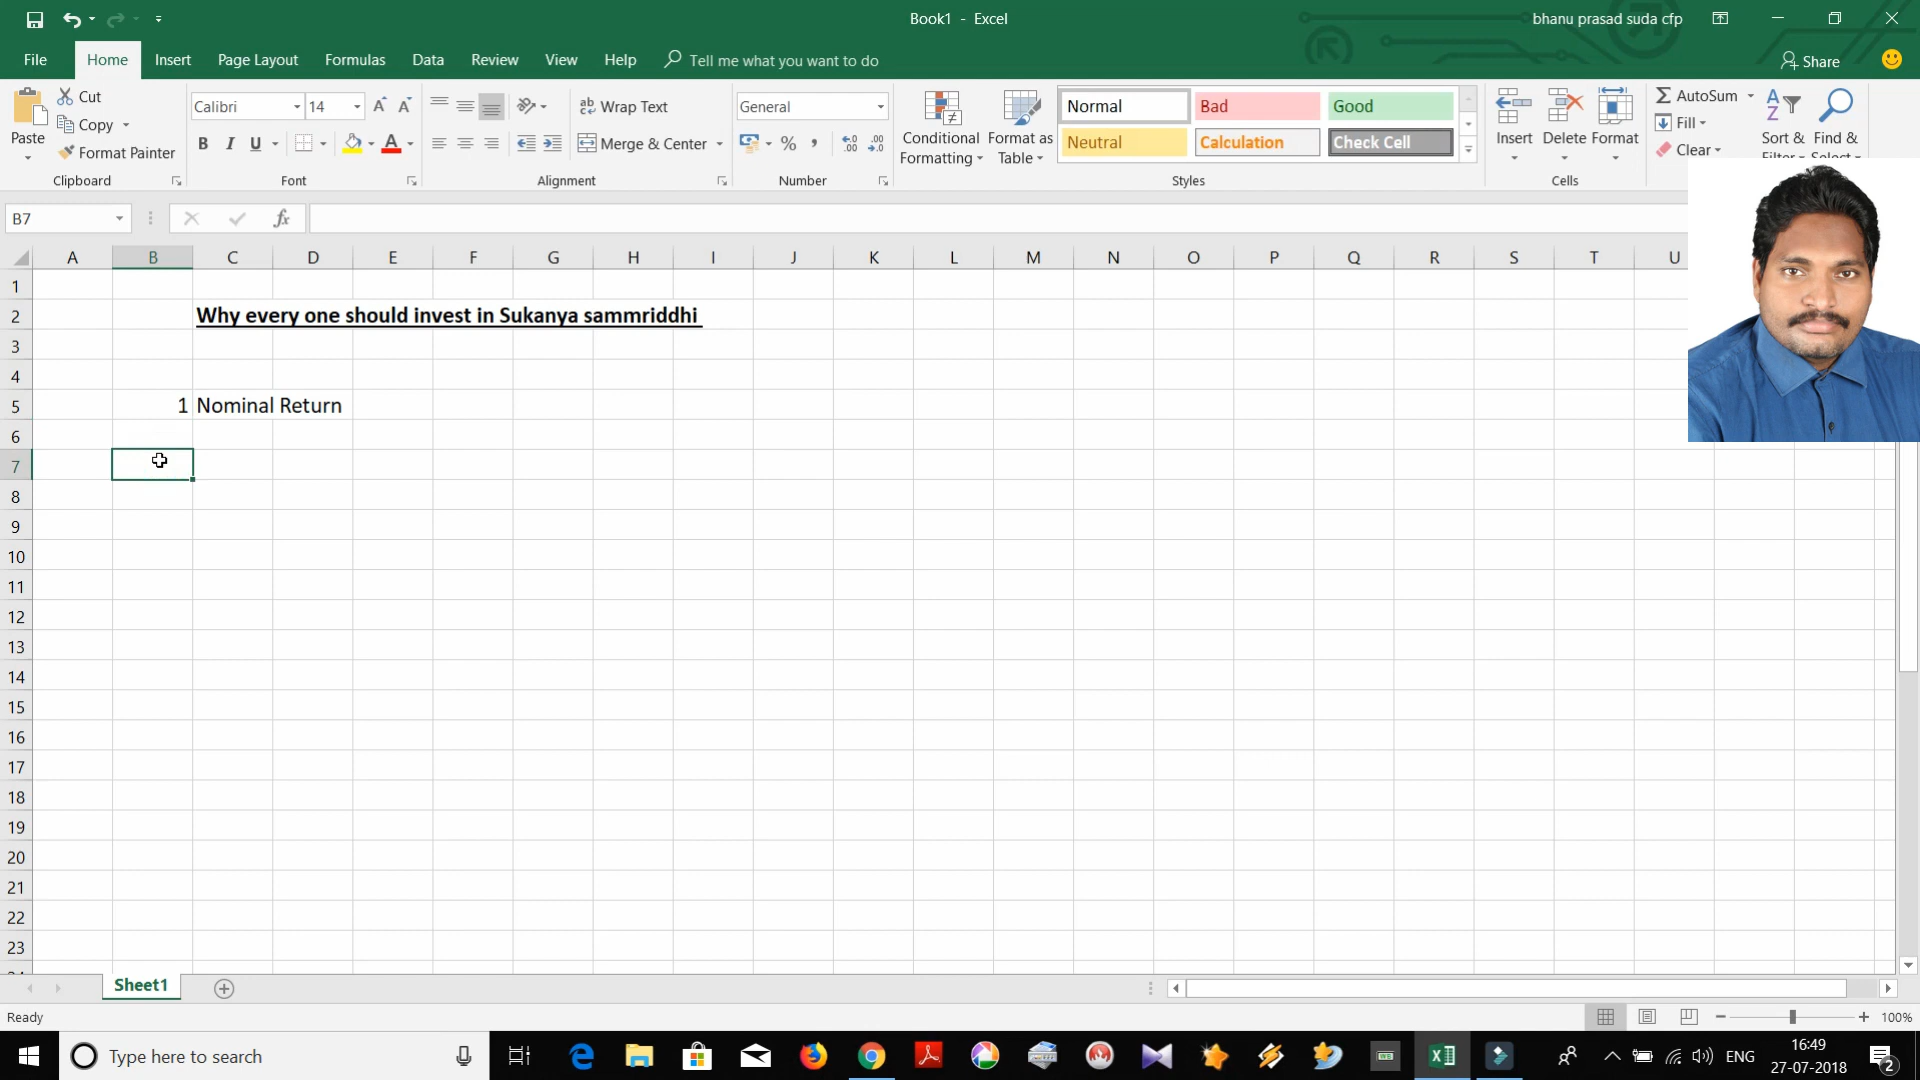 Book1 - Excel
bhanu prasad suda cfp
File Home Insert Page Layout Formulas Data Review View Help Tell me what you want to do Share
Paste
Cut
Copy
Format Painter
Clipboard
Calibri 14
B I U A
Font
Wrap Text
Merge & Center
Alignment
General
%
Number
Conditional Formatting
Format as Table
Normal Bad Good
Neutral Calculation Check Cell
Styles
Insert Delete Format
Cells
AutoSum
Fill
Clear
Sort &
Find &
B7
fx
A B C D E F G H I J K L M N O P Q R S T U
1
2 Why every one should invest in Sukanya sammriddhi
3
4
5 1 Nominal Return
6
7
8
9
10
11
12
13
14
15
16
17
18
19
20
21
22
23
Sheet1
Ready
100%
Type here to search
ENG
16:49
27-07-2018
2